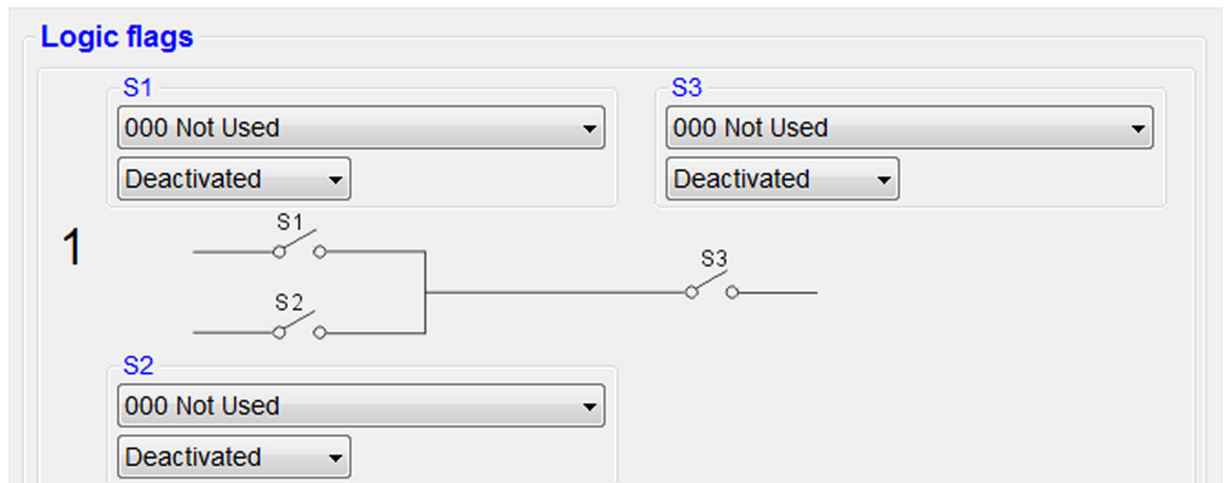 Logic flags
S1
000 Not Used
Deactivated
S3
000 Not Used
Deactivated
1
S1
S2
S3
S2
000 Not Used
Deactivated